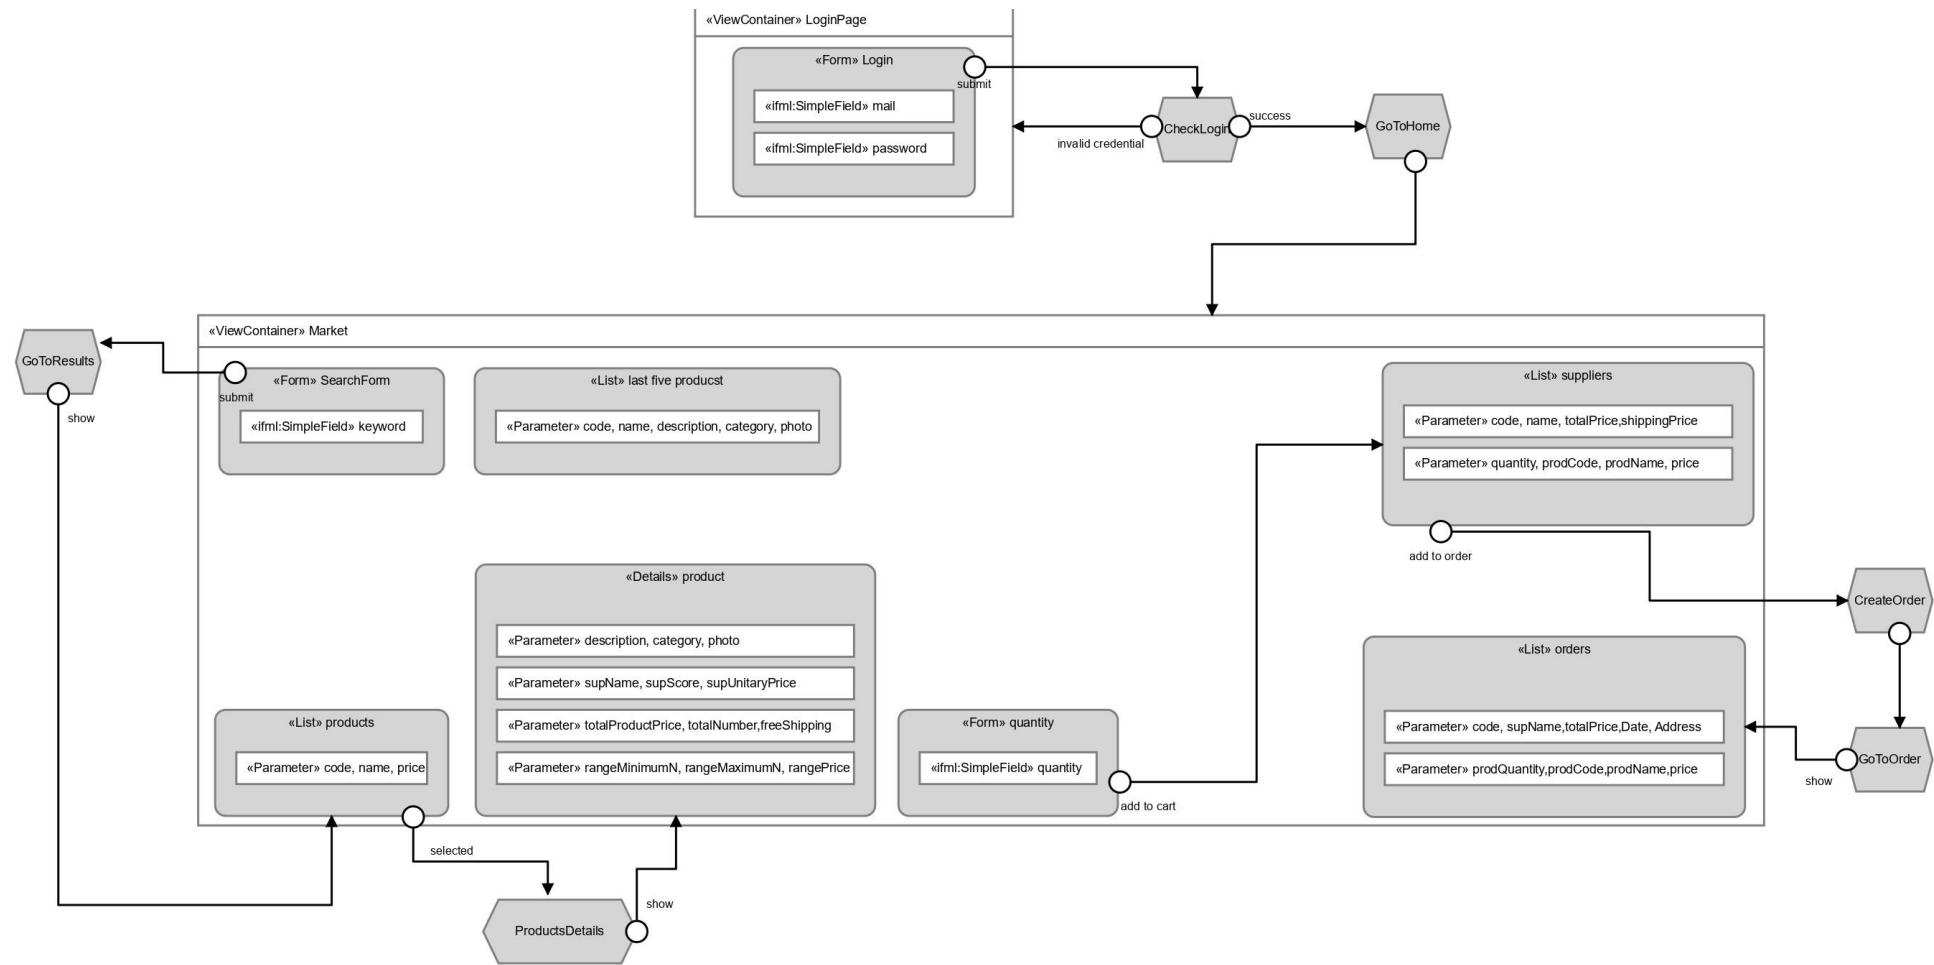 «ViewContainer» LoginPage
«Form» Login
submit
«ifml:SimpleField» mail
«ifml:SimpleField» password
invalid credential
CheckLogin
success
GoToHome
«ViewContainer» Market
GoToResults
show
«Form» SearchForm
submit
«ifml:SimpleField» keyword
«List» last five producst
«Parameter» code, name, description, category, photo
«List» suppliers
«Parameter» code, name, totalPrice,shippingPrice
«Parameter» quantity, prodCode, prodName, price
add to order
CreateOrder
«Details» product
«Parameter» description, category, photo
«Parameter» supName, supScore, supUnitaryPrice
«Parameter» totalProductPrice, totalNumber,freeShipping
«Parameter» rangeMinimumN, rangeMaximumN, rangePrice
«List» products
«Parameter» code, name, price
«Form» quantity
«ifml:SimpleField» quantity
add to cart
«List» orders
«Parameter» code, supName,totalPrice,Date, Address
«Parameter» prodQuantity,prodCode,prodName,price
GoToOrder
show
selected
ProductsDetails
show